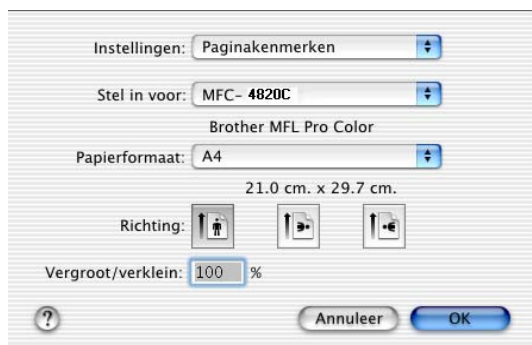 Instellingen: Paginakenmerken
Stel in voor: MFC- 4820C
Brother MFL Pro Color
Papierformaat: A4
21.0 cm. x 29.7 cm.
Richting:
Vergroot/verklein: 100 %
? Annuleer OK